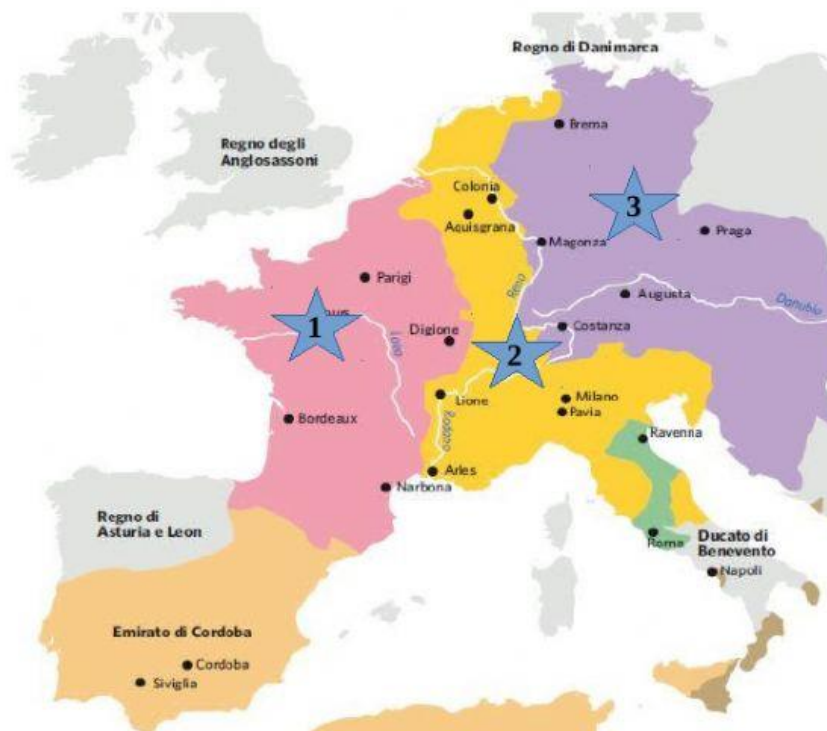 Regno di Danimarca
Brema
Regno degli
Anglosassoni
Colonia
3
Aquisgrana
Praga
Magonza
Parigi
Reno
Augusta
Danubio
1
Costanza
Digione
Loira
2
Lione
Milano
Pavia
Bordeaux
Rodano
Ravenna
Arles
Narbona
Regno di
Asturia e Leon
Roma
Ducato di
Benevento
Napoli
Emirato di Cordoba
Cordoba
Siviglia